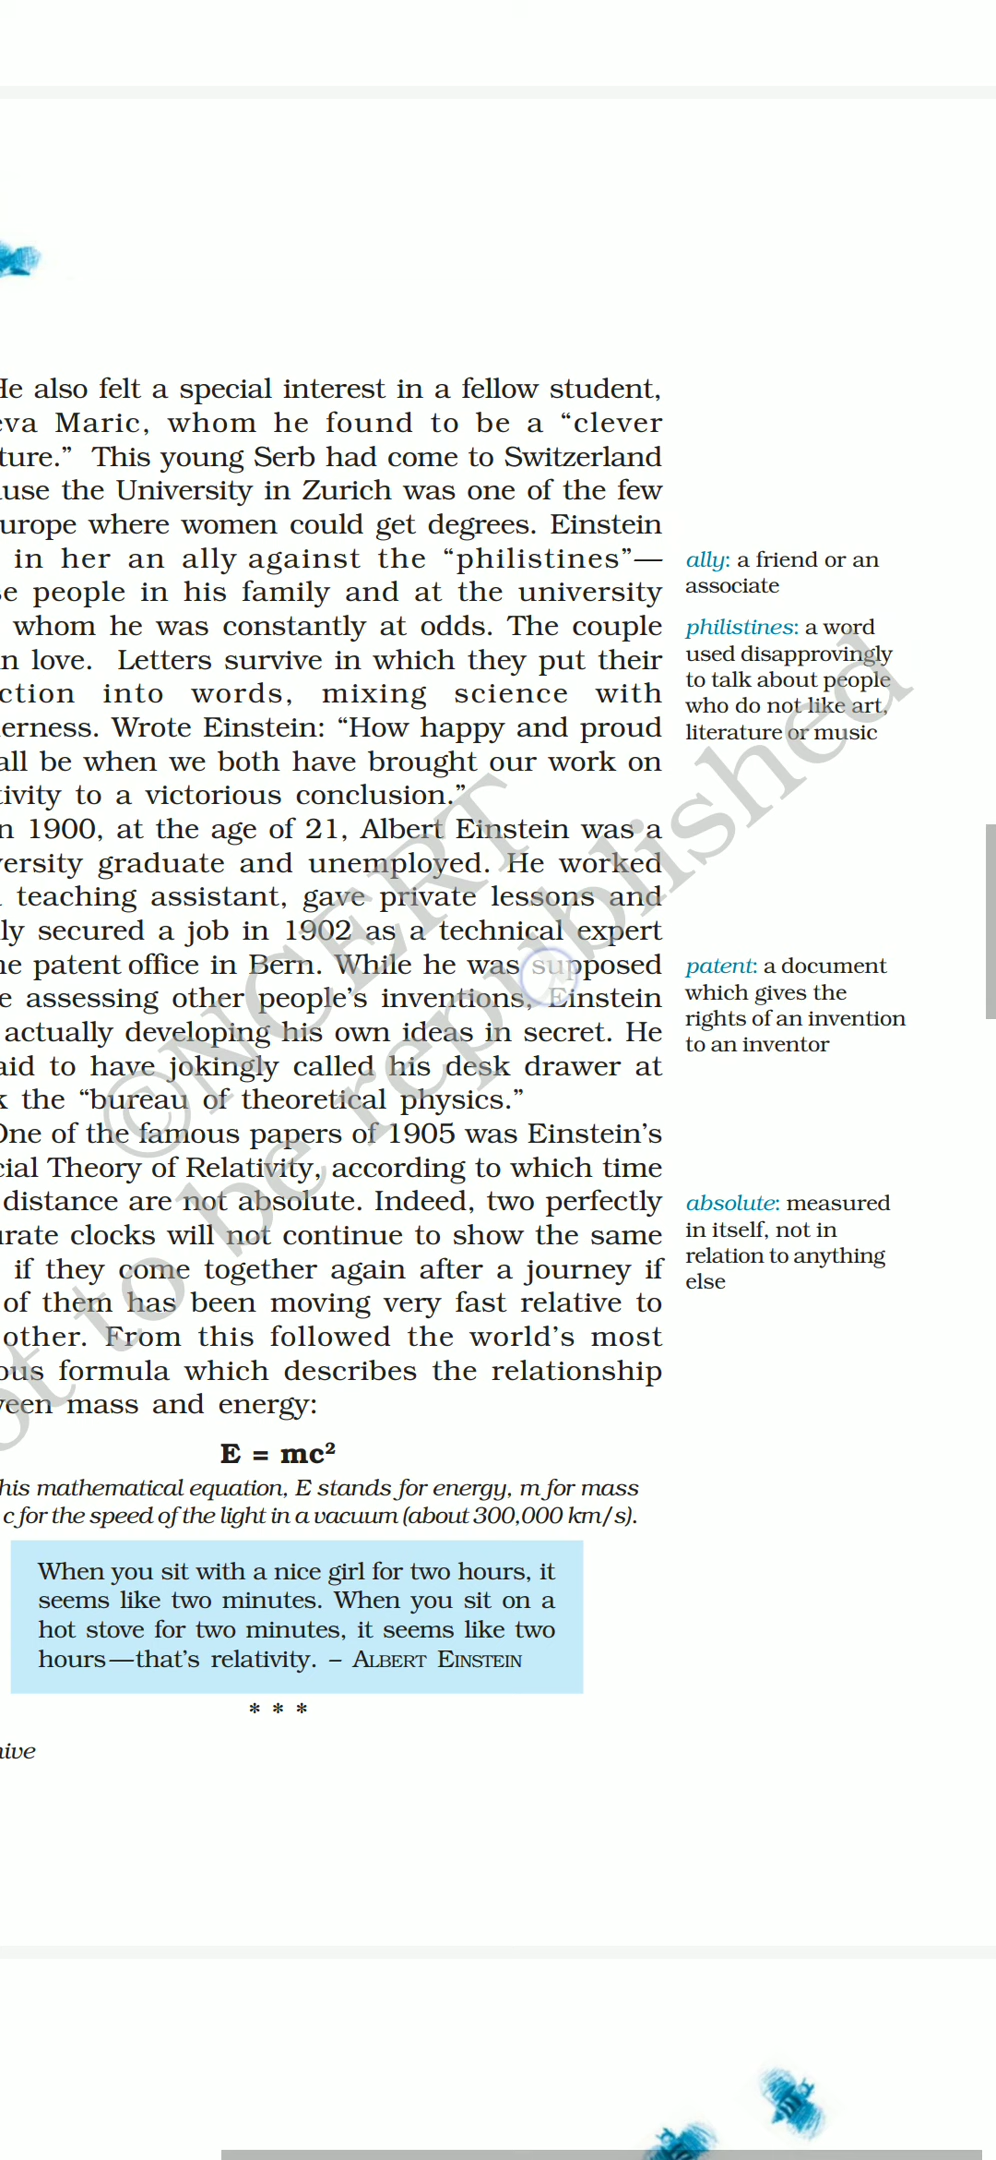 He also felt a special interest in a fellow student,
eva Maric, whom he found to be a “clever
ture.” This young Serb had come to Switzerland
ause the University in Zurich was one of the few
urope where women could get degrees. Einstein
in her an ally against the “philistines”—
e people in his family and at the university
whom he was constantly at odds. The couple
n love. Letters survive in which they put their
ction into words, mixing science with
erness. Wrote Einstein: “How happy and proud
all be when we both have brought our work on
tivity to a victorious conclusion.”
n 1900, at the age of 21, Albert Einstein was a
versity graduate and unemployed. He worked
teaching assistant, gave private lessons and
ly secured a job in 1902 as a technical expert
he patent office in Bern. While he was supposed
e assessing other people’s inventions, Einstein
actually developing his own ideas in secret. He
aid to have jokingly called his desk drawer at
k the “bureau of theoretical physics.”
One of the famous papers of 1905 was Einstein’s
cial Theory of Relativity, according to which time
distance are not absolute. Indeed, two perfectly
urate clocks will not continue to show the same
if they come together again after a journey if
of them has been moving very fast relative to
other. From this followed the world’s most
ous formula which describes the relationship
ween mass and energy:
E = mc²
his mathematical equation, E stands for energy, m for mass
c for the speed of the light in a vacuum (about 300,000 km/s).
When you sit with a nice girl for two hours, it
seems like two minutes. When you sit on a
hot stove for two minutes, it seems like two
hours—that’s relativity. – ALBERT EINSTEIN
* * *
hive
ally: a friend or an
associate
philistines: a word
used disapprovingly
to talk about people
who do not like art,
literature or music
patent: a document
which gives the
rights of an invention
to an inventor
absolute: measured
in itself, not in
relation to anything
else
©NCERT
ot to be republished